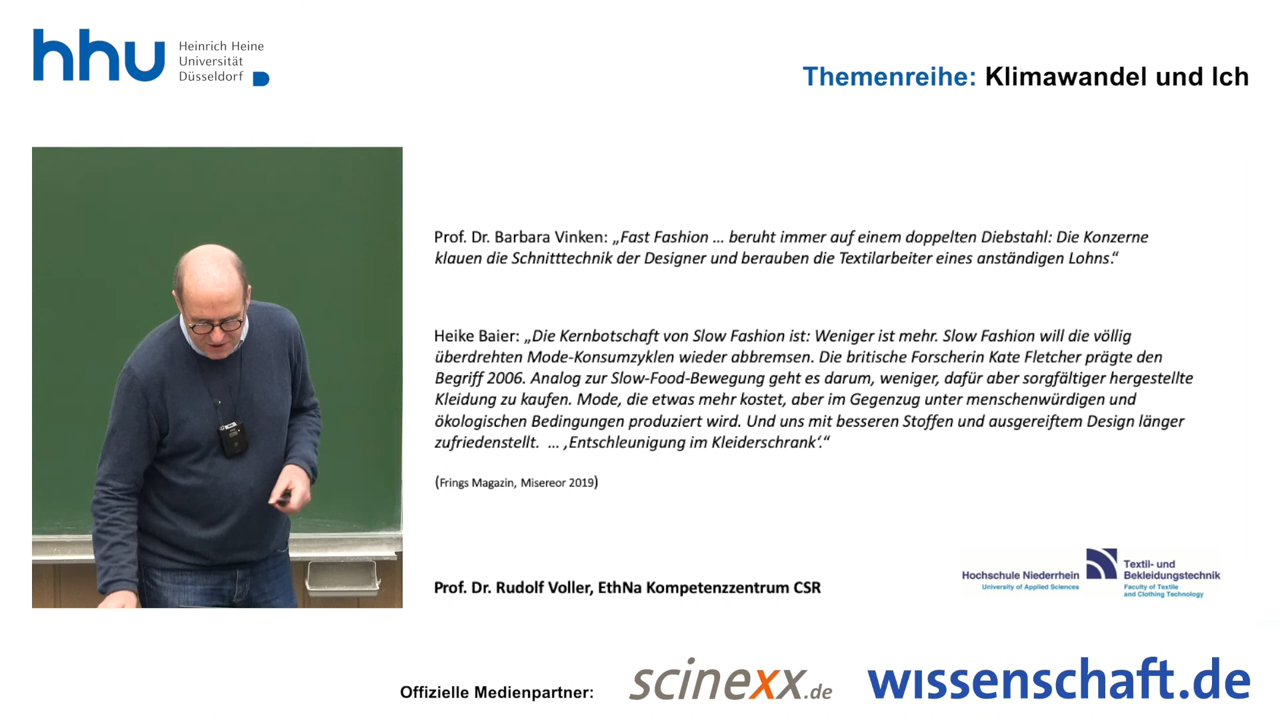 hhu Heinrich Heine
Universität
Düsseldorf
Themenreihe: Klimawandel und Ich
Prof. Dr. Barbara Vinken: „Fast Fashion … beruht immer auf einem doppelten Diebstahl: Die Konzerne
klauen die Schnitttechnik der Designer und berauben die Textilarbeiter eines anständigen Lohns.“
Heike Baier: „Die Kernbotschaft von Slow Fashion ist: Weniger ist mehr. Slow Fashion will die völlig
überdrehten Mode-Konsumzyklen wieder abbremsen. Die britische Forscherin Kate Fletcher prägte den
Begriff 2006. Analog zur Slow-Food-Bewegung geht es darum, weniger, dafür aber sorgfältiger hergestellte
Kleidung zu kaufen. Mode, die etwas mehr kostet, aber im Gegenzug unter menschenwürdigen und
ökologischen Bedingungen produziert wird. Und uns mit besseren Stoffen und ausgereiftem Design länger
zufriedenstellt. … ‚Entschleunigung im Kleiderschrank‘.“
(Frings Magazin, Misereor 2019)
Prof. Dr. Rudolf Voller, EthNa Kompetenzzentrum CSR
Hochschule Niederrhein
University of Applied Sciences
Textil- und
Bekleidungstechnik
Faculty of Textile
and Clothing Technology
Offizielle Medienpartner: scinexx.de wissenschaft.de